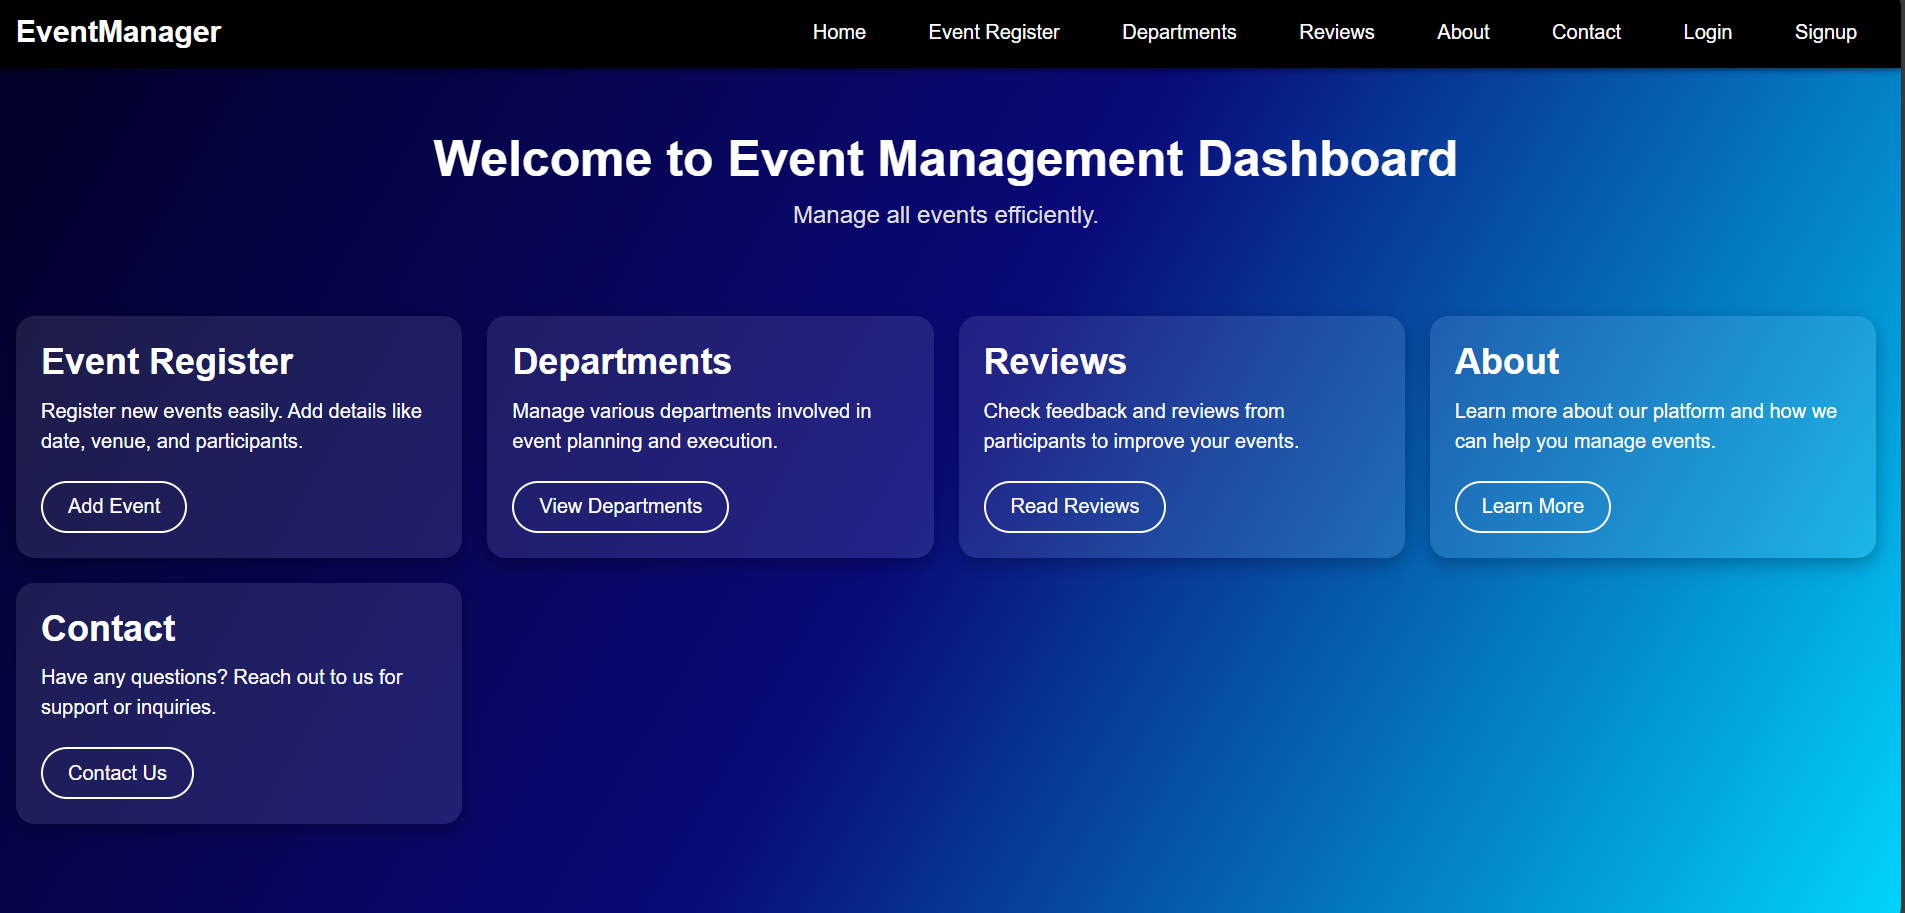 EventManager
Home Event Register Departments Reviews About Contact Login Signup
Welcome to Event Management Dashboard
Manage all events efficiently.
Event Register
Register new events easily. Add details like
date, venue, and participants.
Add Event
Departments
Manage various departments involved in
event planning and execution.
View Departments
Reviews
Check feedback and reviews from
participants to improve your events.
Read Reviews
About
Learn more about our platform and how we
can help you manage events.
Learn More
Contact
Have any questions? Reach out to us for
support or inquiries.
Contact Us